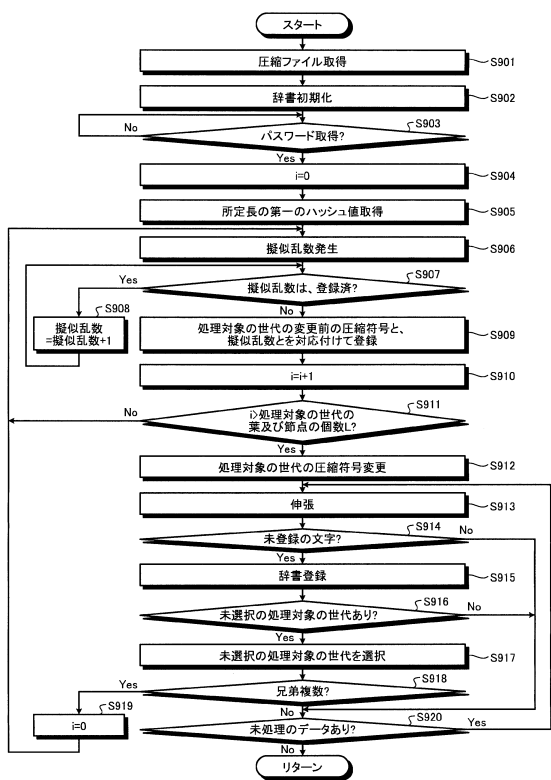 スタート
圧縮ファイル取得
S901
辞書初期化
S902
パスワード取得?
S903
No
Yes
i=0
S904
所定長の第一のハッシュ値取得
S905
擬似乱数発生
S906
擬似乱数は、登録済?
S907
Yes
No
擬似乱数
=擬似乱数+1
S908
処理対象の世代の変更前の圧縮符号と、
擬似乱数とを対応付けて登録
S909
i=i+1
S910
i>処理対象の世代の
葉及び節点の個数L?
S911
No
Yes
処理対象の世代の圧縮符号変更
S912
伸張
S913
未登録の文字?
S914
No
Yes
辞書登録
S915
未選択の処理対象の世代あり?
S916
No
Yes
未選択の処理対象の世代を選択
S917
兄弟複数?
S918
Yes
No
i=0
S919
未処理のデータあり?
S920
Yes
No
リターン